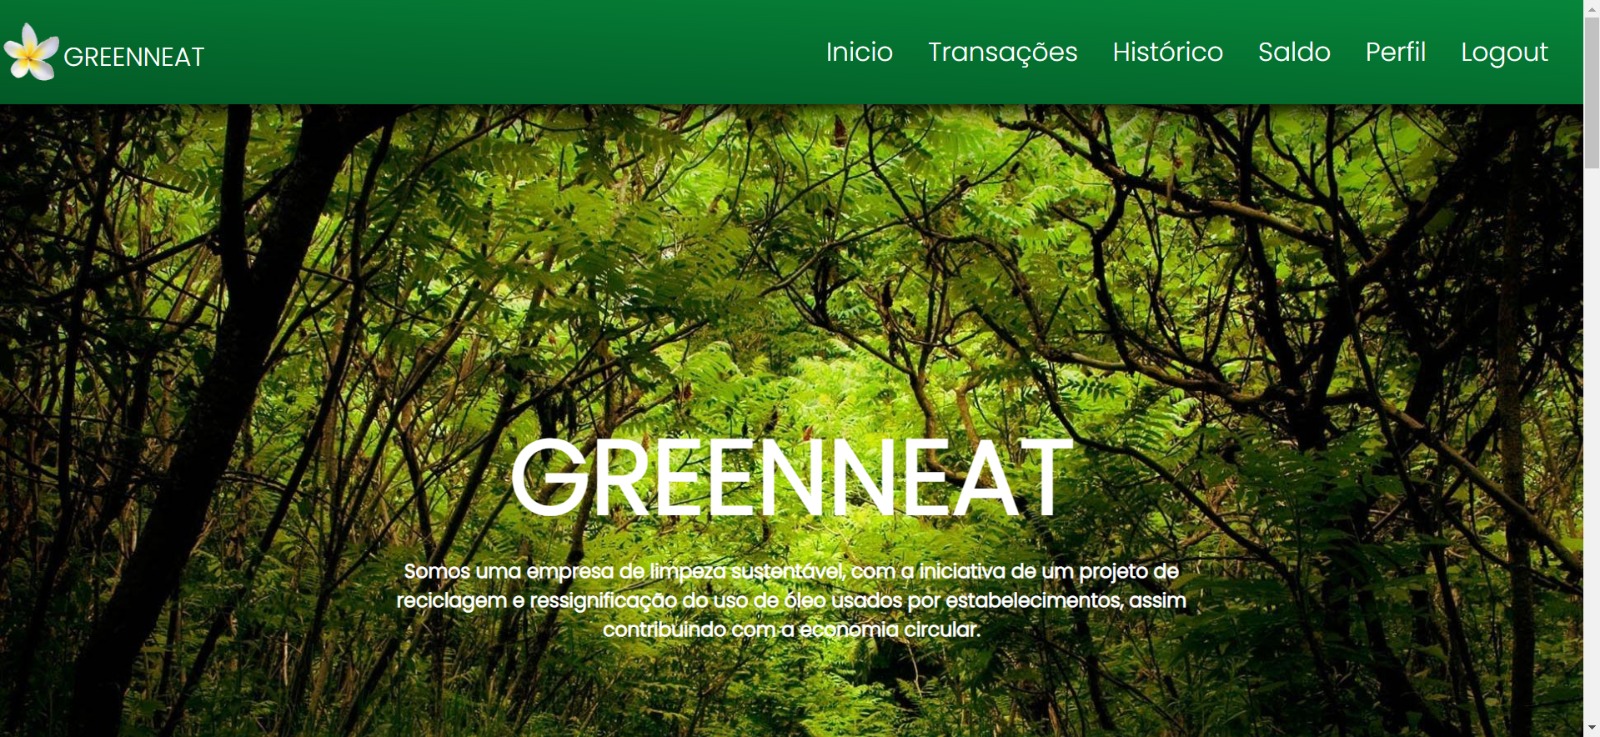 GREENNEAT
Inicio Transações Histórico Saldo Perfil Logout
GREENNEAT
Somos uma empresa de limpeza sustentável, com a iniciativa de um projeto de
reciclagem e ressignificação do uso de óleo usados por estabelecimentos, assim
contribuindo com a economia circular.